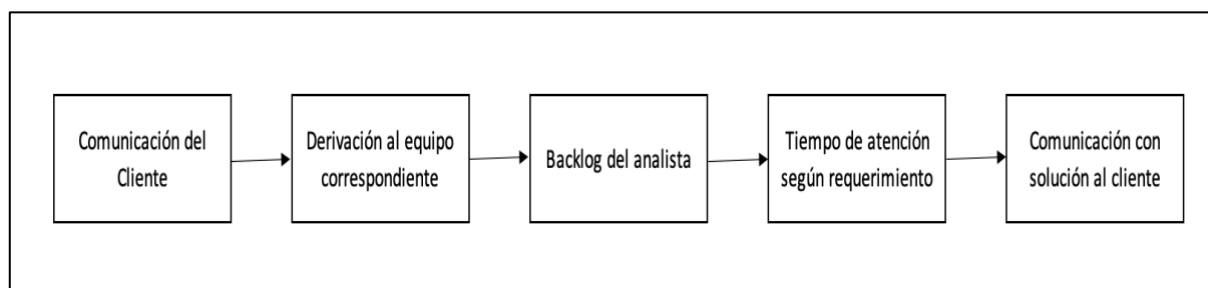 Comunicación del
Cliente
Derivación al equipo
correspondiente
Backlog del analista
Tiempo de atención
según requerimiento
Comunicación con
solución al cliente